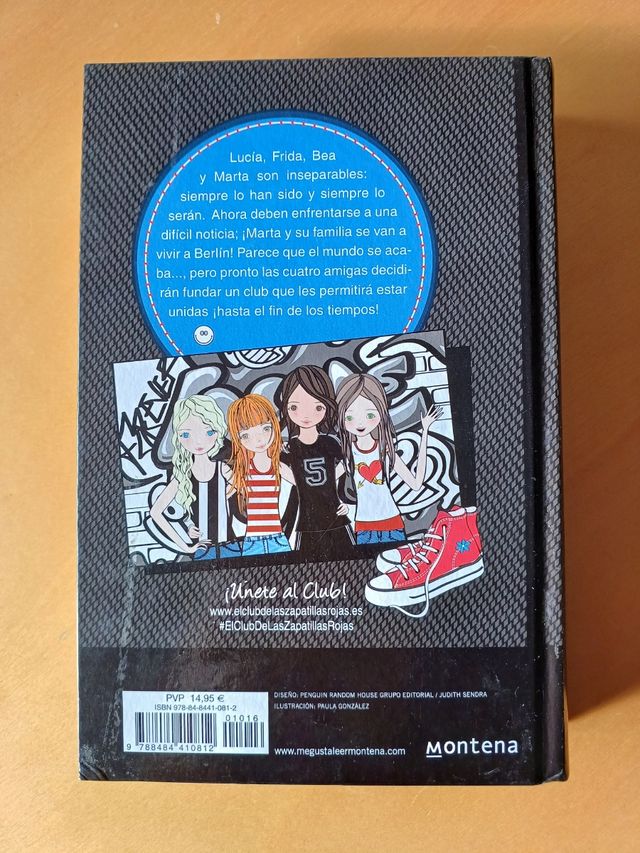 Lucía, Frida, Bea
y Marta son inseparables:
siempre lo han sido y siempre lo
serán. Ahora deben enfrentarse a una
difícil noticia; ¡Marta y su familia se van a
vivir a Berlín! Parece que el mundo se aca-
ba..., pero pronto las cuatro amigas decidi-
rán fundar un club que les permitirá estar
unidas ¡hasta el fin de los tiempos!
5
¡Únete al Club!
www.elclubdelaszapatillasrojas.es
#ElClubDeLasZapatillasRojas
PVP 14,95 €
ISBN 978-84-8441-081-2
01016
9 788484 410812
DISEÑO: PENGUIN RANDOM HOUSE GRUPO EDITORIAL / JUDITH SENDRA
ILUSTRACIÓN: PAULA GONZÁLEZ
www.megustaleermontena.com
Montena